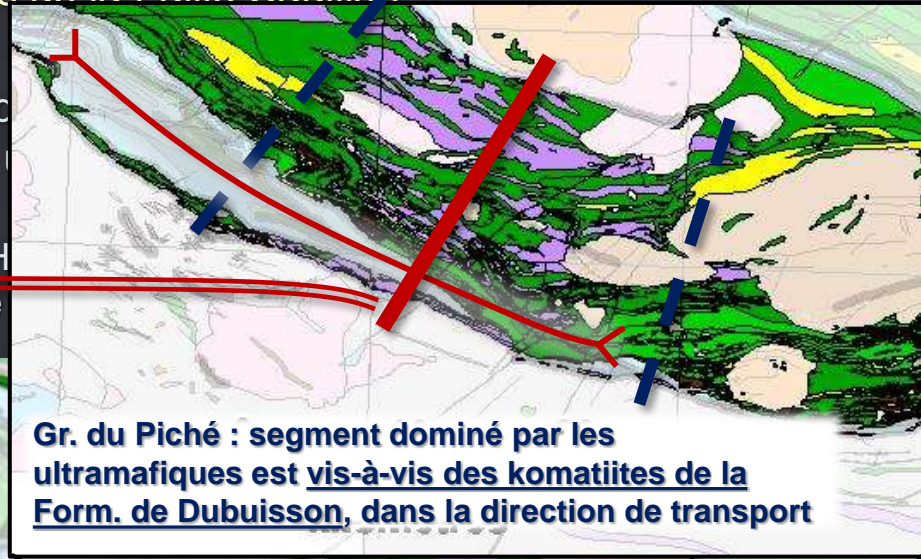 Gr. du Piché : segment dominé par les
ultramafiques est vis-à-vis des komatiites de la
Form. de Dubuisson, dans la direction de transport